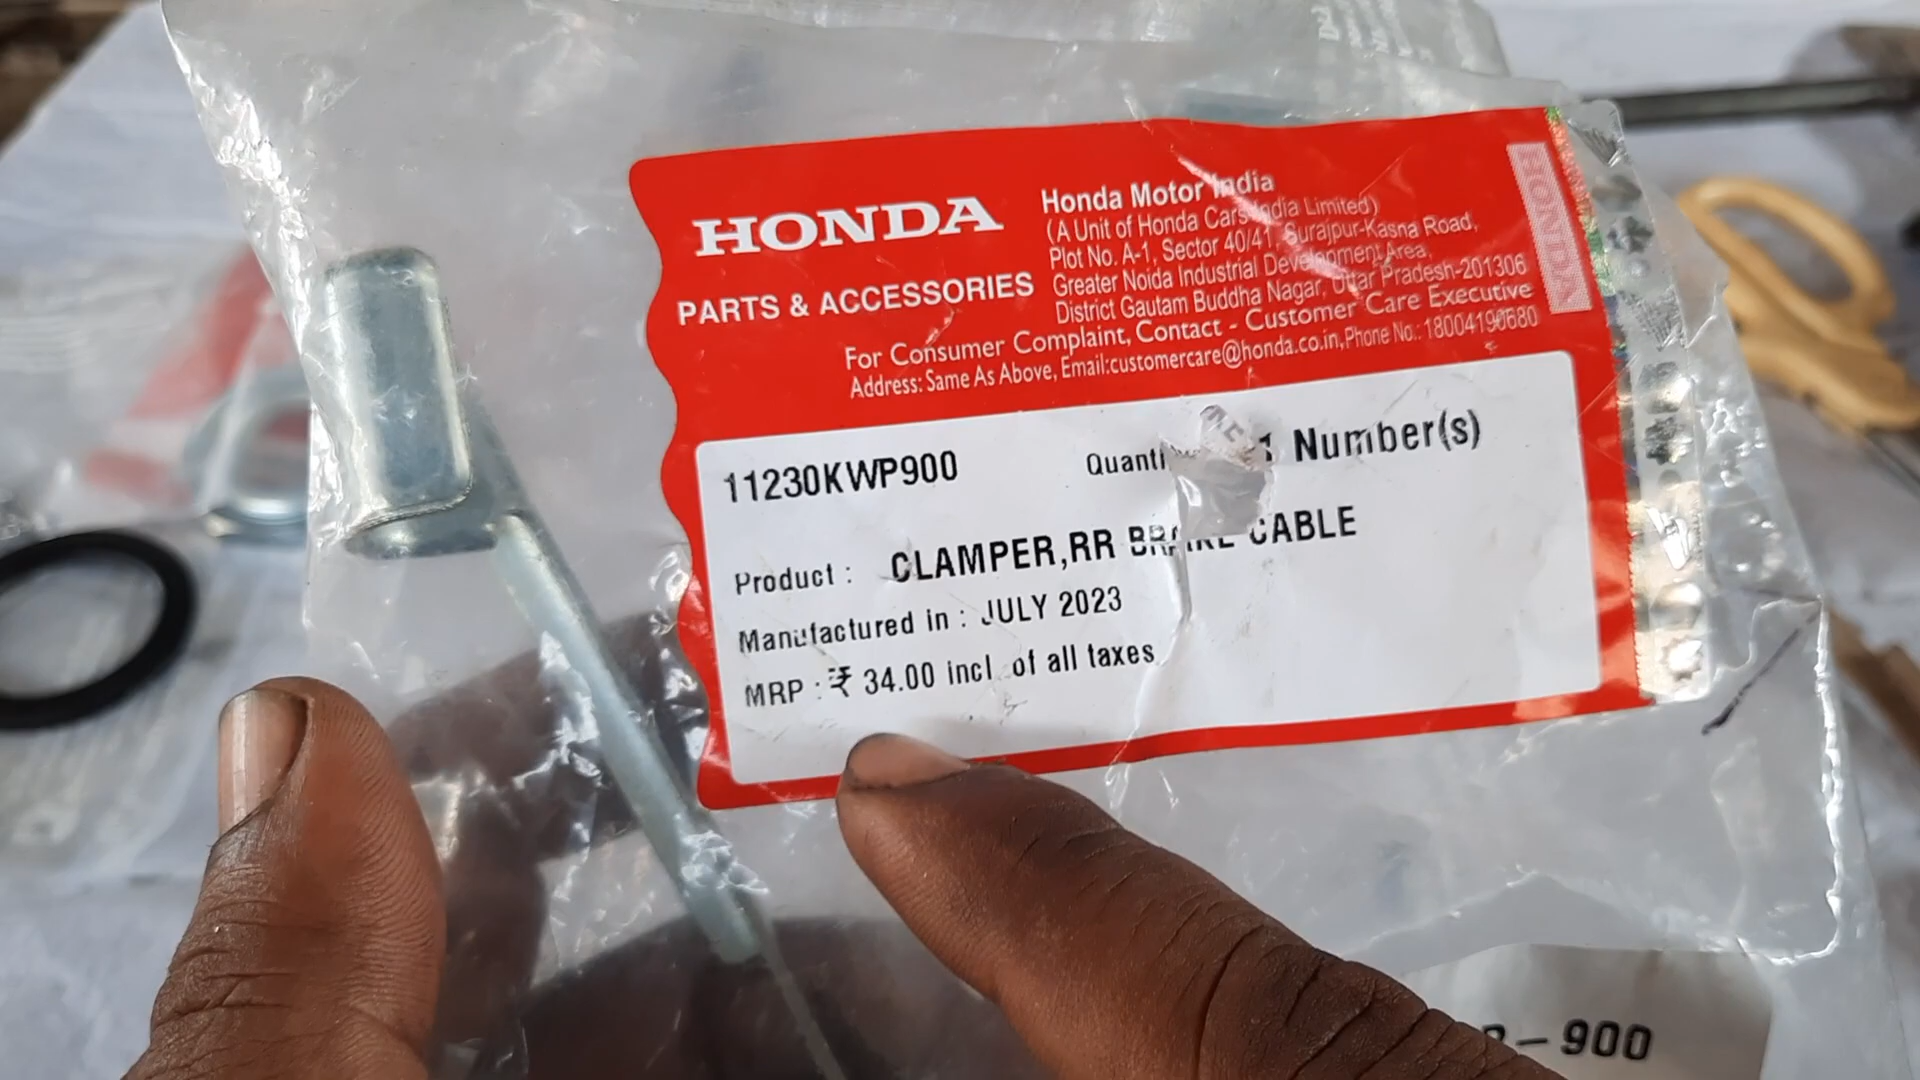 HONDA
PARTS & ACCESSORIES
Honda Motor India
(A Unit of Honda Cars India Limited)
Plot No. A-1, Sector 40/41, Surajpur-Kasna Road,
Greater Noida Industrial Development Area,
District Gautam Buddha Nagar, Uttar Pradesh-201306
For Consumer Complaint, Contact - Customer Care Executive
Address: Same As Above, Email:customercare@honda.co.in,Phone No.: 18004190680
HONDA
11230KWP900
1 Number(s)
Product : CLAMPER,RR BRAKE CABLE
Manufactured in : JULY 2023
MRP : ₹ 34.00 incl. of all taxes
-900